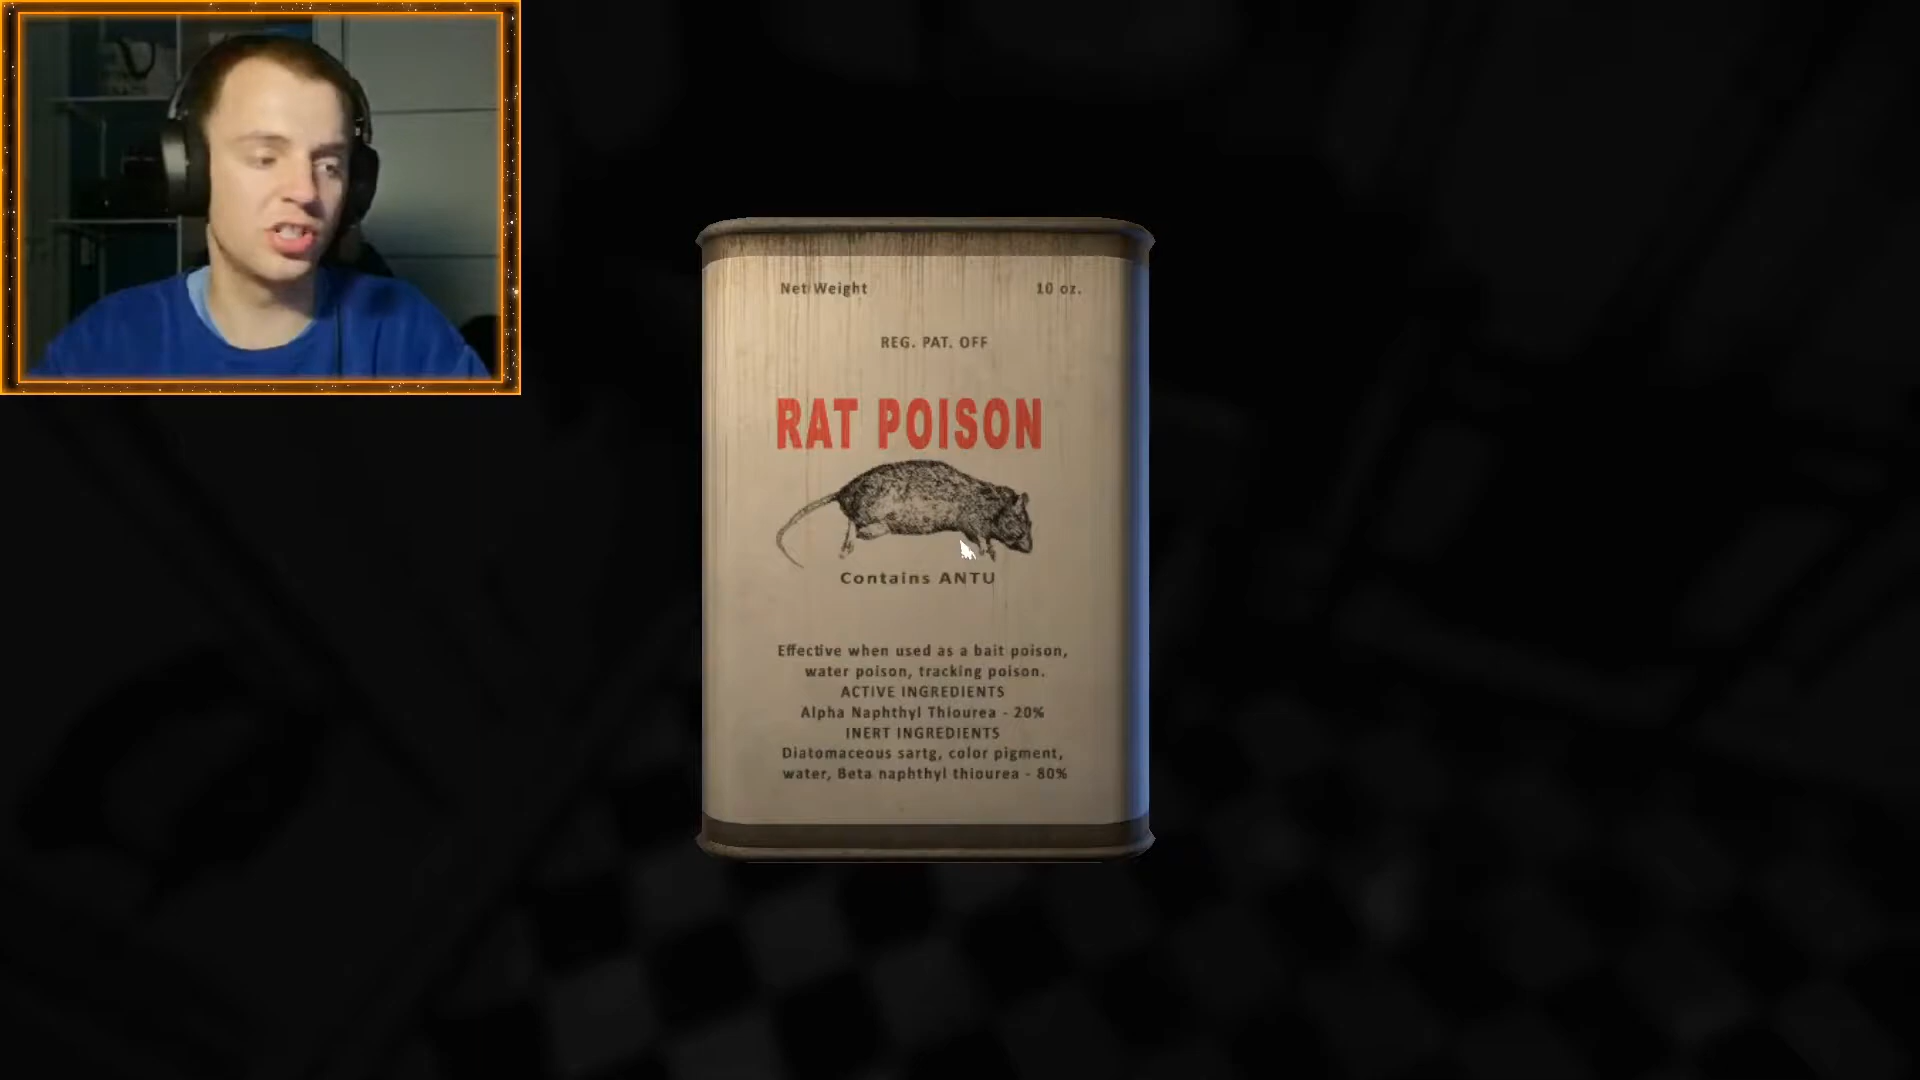 Net Weight 10 oz.
REG. PAT. OFF
RAT POISON
Contains ANTU
Effective when used as a bait poison,
water poison, tracking poison.
ACTIVE INGREDIENTS
Alpha Naphthyl Thiourea - 20%
INERT INGREDIENTS
Diatomaceous sartg, color pigment,
water, Beta naphthyl thiourea - 80%